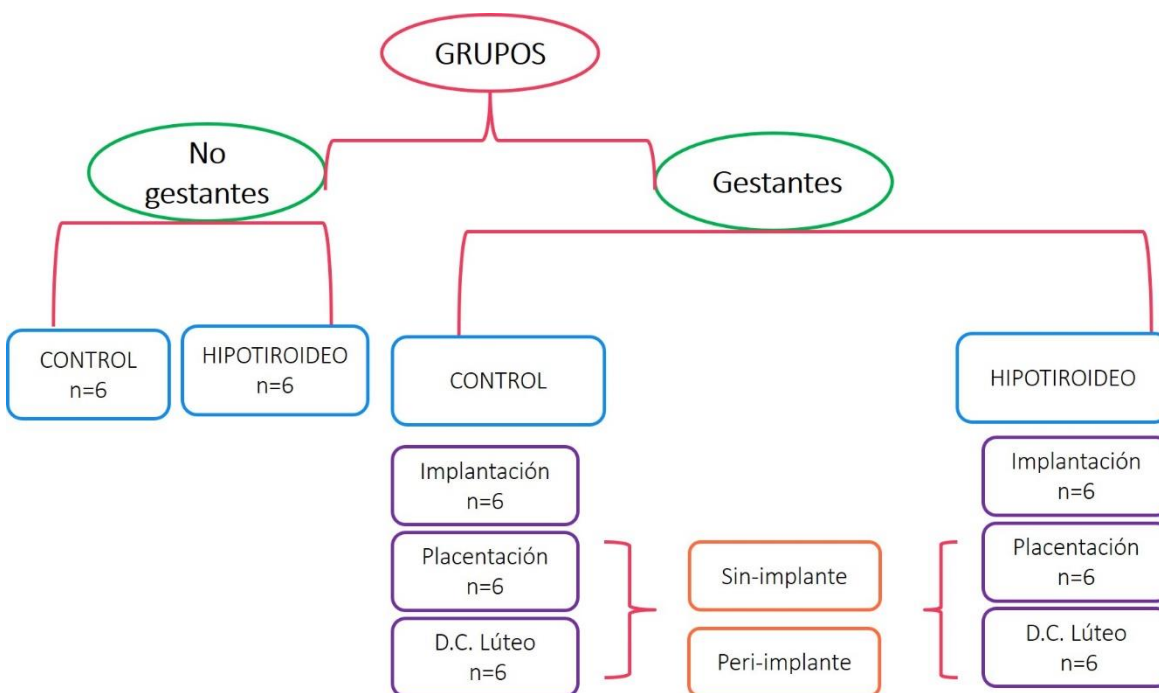 GRUPOS
No
gestantes
Gestantes
CONTROL
n=6
HIPOTIROIDEO
n=6
CONTROL
HIPOTIROIDEO
Implantación
n=6
Placentación
n=6
D.C. Lúteo
n=6
Sin-implante
Peri-implante
Implantación
n=6
Placentación
n=6
D.C. Lúteo
n=6